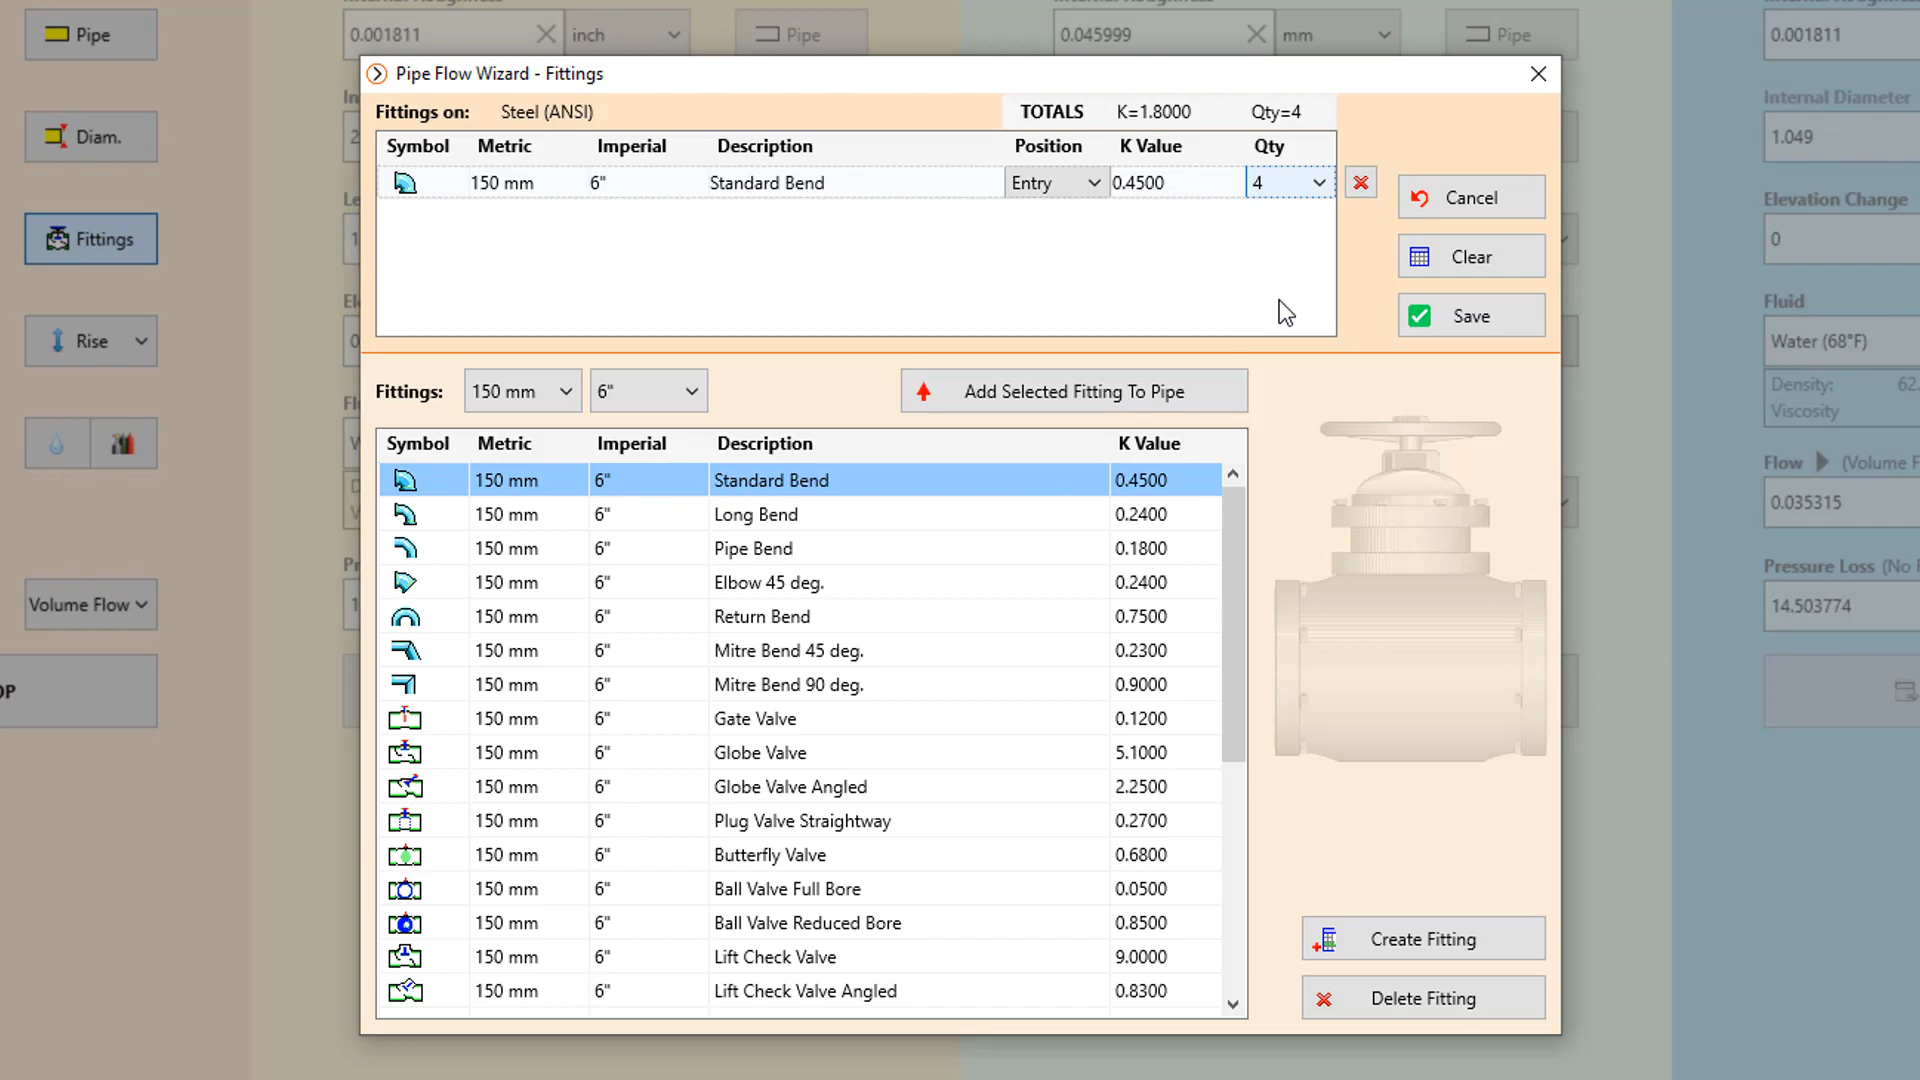 Pipe
0.001811 inch
Pipe
0.045999 mm
Pipe
0.001811
Pipe Flow Wizard - Fittings
Fittings on: Steel (ANSI)
TOTALS K=1.8000 Qty=4
Symbol Metric Imperial Description Position K Value Qty
150 mm 6" Standard Bend Entry 0.4500 4
Cancel
Clear
Save
Fittings: 150 mm 6" Add Selected Fitting To Pipe
Symbol Metric Imperial Description K Value
150 mm 6" Standard Bend 0.4500
150 mm 6" Long Bend 0.2400
150 mm 6" Pipe Bend 0.1800
150 mm 6" Elbow 45 deg. 0.2400
150 mm 6" Return Bend 0.7500
150 mm 6" Mitre Bend 45 deg. 0.2300
150 mm 6" Mitre Bend 90 deg. 0.9000
150 mm 6" Gate Valve 0.1200
150 mm 6" Globe Valve 5.1000
150 mm 6" Globe Valve Angled 2.2500
150 mm 6" Plug Valve Straightway 0.2700
150 mm 6" Butterfly Valve 0.6800
150 mm 6" Ball Valve Full Bore 0.0500
150 mm 6" Ball Valve Reduced Bore 0.8500
150 mm 6" Lift Check Valve 9.0000
150 mm 6" Lift Check Valve Angled 0.8300
Create Fitting
Delete Fitting
Diam.
Fittings
Rise
Volume Flow
OP
Internal Diameter
1.049
Elevation Change
0
Fluid
Water (68°F)
Density: 62.
Viscosity
Flow (Volume F
0.035315
Pressure Loss (No F
14.503774